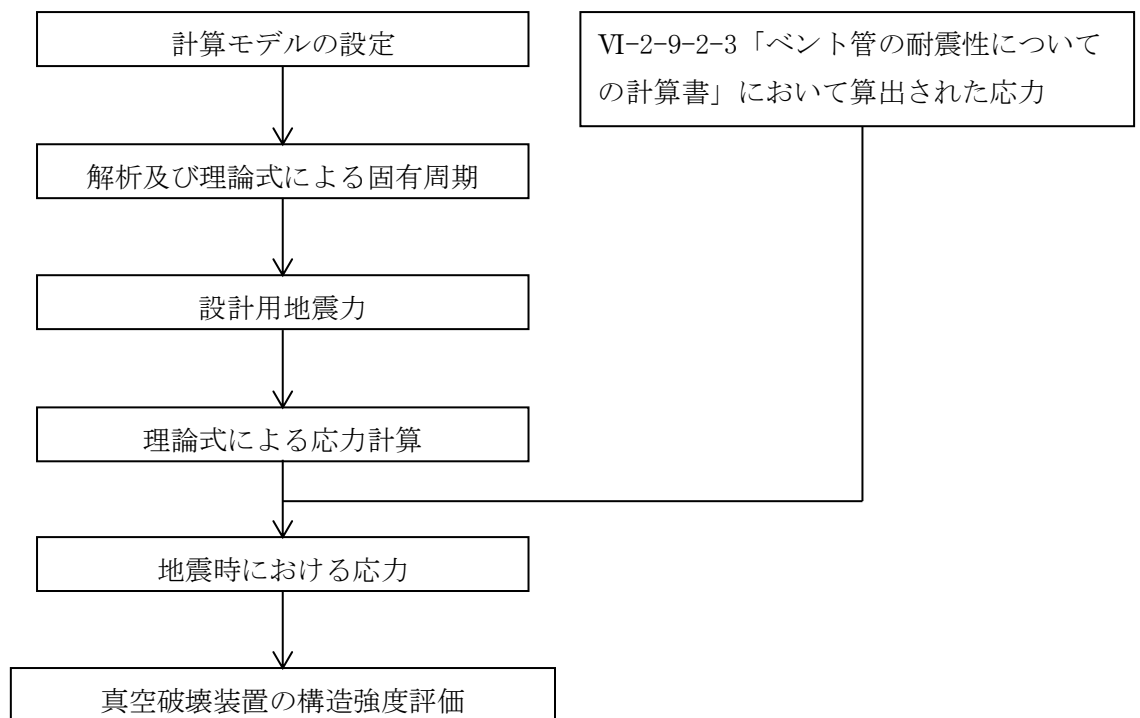 計算モデルの設定
Ⅵ-2-9-2-3「ベント管の耐震性について
の計算書」において算出された応力
解析及び理論式による固有周期
設計用地震力
理論式による応力計算
地震時における応力
真空破壊装置の構造強度評価